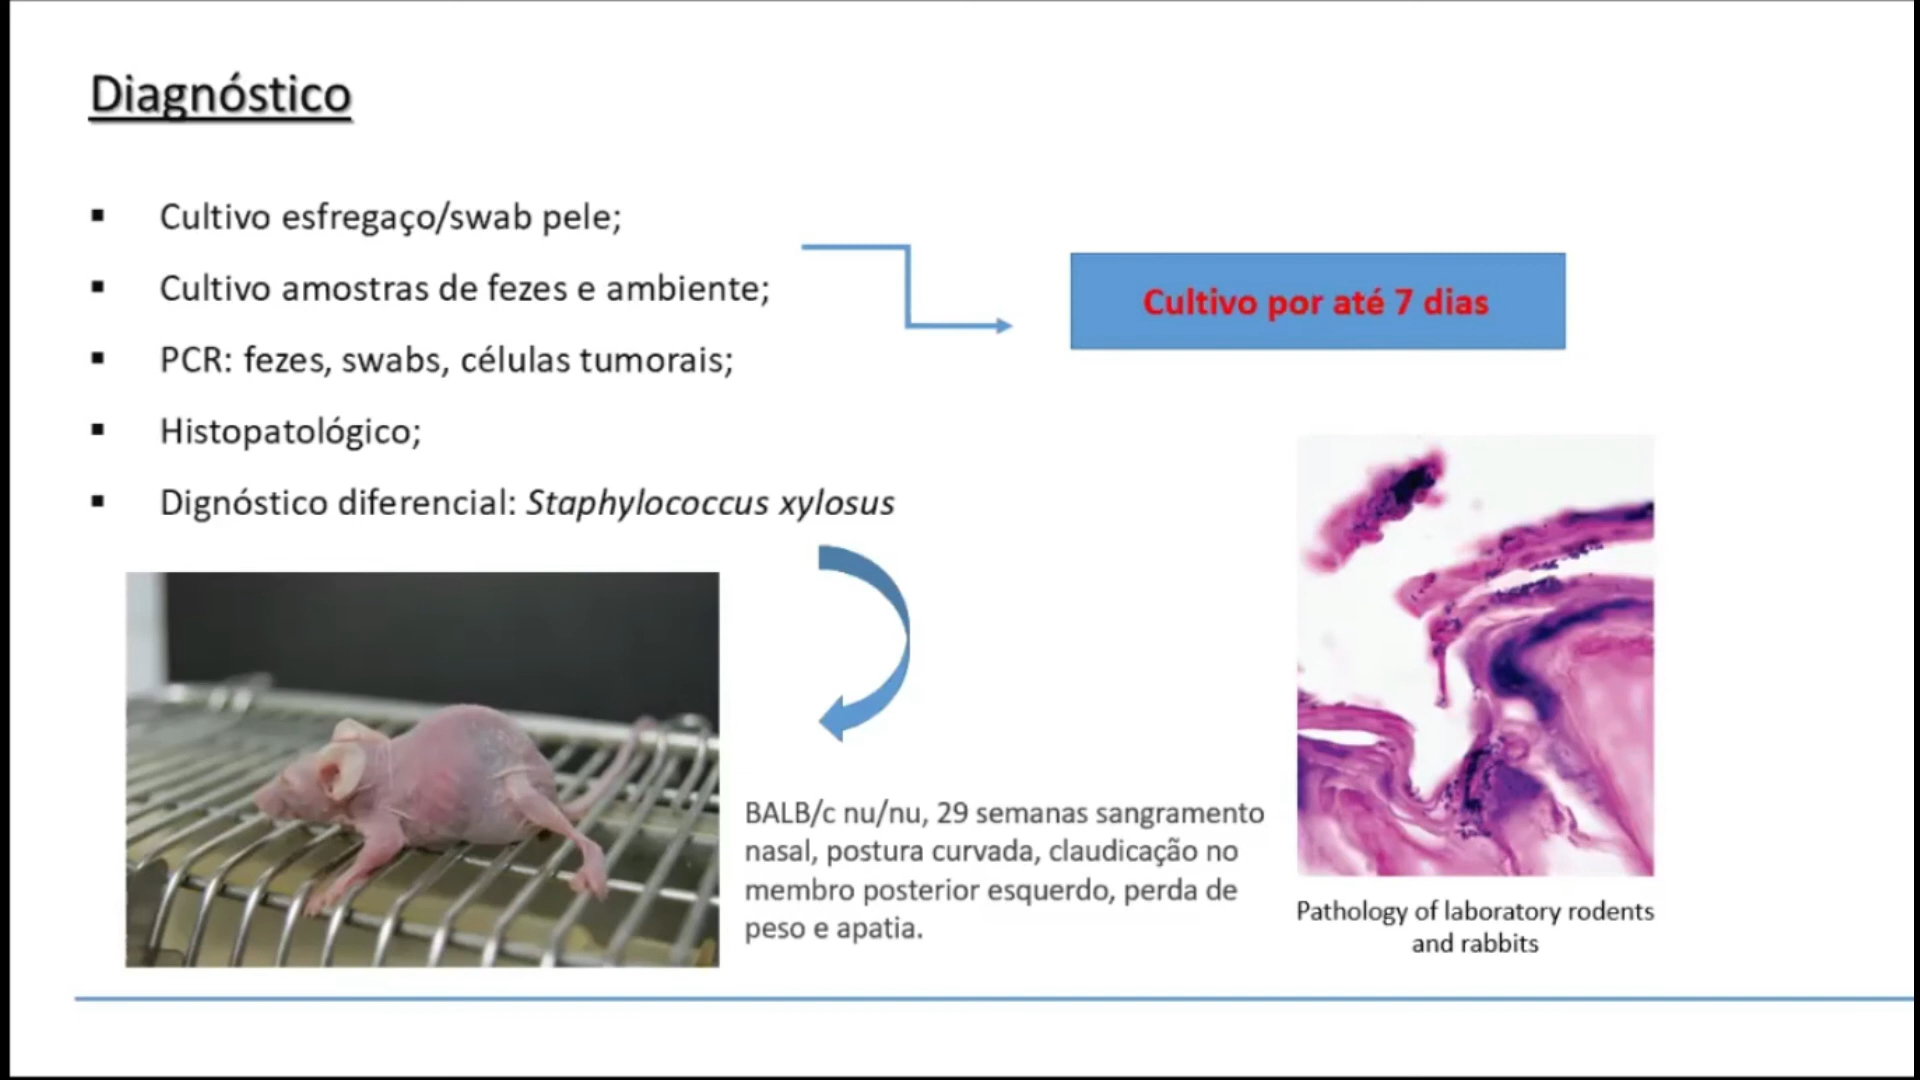 Diagnóstico
▪ Cultivo esfregaço/swab pele;
▪ Cultivo amostras de fezes e ambiente;
▪ PCR: fezes, swabs, células tumorais;
▪ Histopatológico;
▪ Dignóstico diferencial: Staphylococcus xylosus
Cultivo por até 7 dias
BALB/c nu/nu, 29 semanas sangramento
nasal, postura curvada, claudicação no
membro posterior esquerdo, perda de
peso e apatia.
Pathology of laboratory rodents
and rabbits